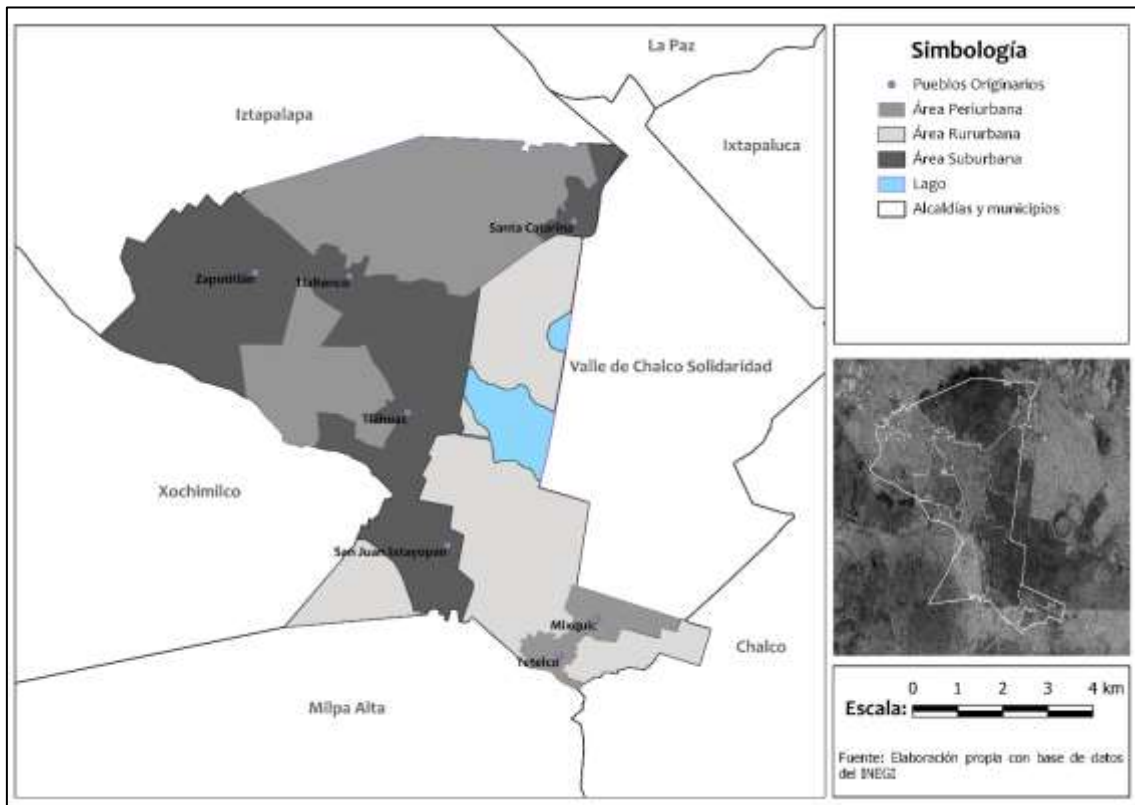 La Paz
Iztapalapa
Ixtapaluca
Santa Catarina
Zapotitlán
Tlaltenco
Valle de Chalco Solidaridad
Tláhuac
Xochimilco
San Juan Ixtayopan
Mixquic
Tetelco
Chalco
Milpa Alta
Simbología
Pueblos Originarios
Área Periurbana
Área Rururbana
Área Suburbana
Lago
Alcaldías y municipios
0 1 2 3 4 km
Escala:
Fuente: Elaboración propia con base de datos
del INEGI